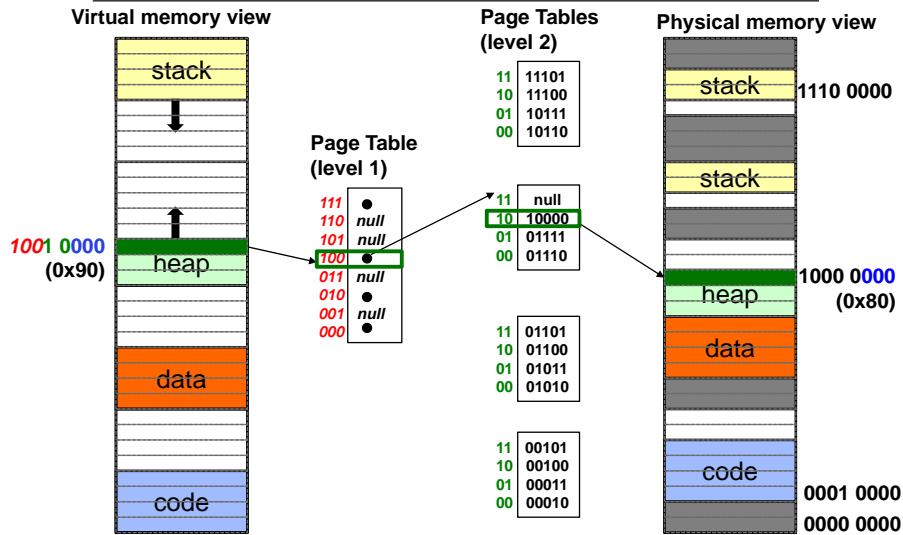 Virtual memory view
stack
1001 0000
(0x90)
heap
data
code
Page Table
(level 1)
111
110 null
101 null
100
011 null
010
001 null
000
Page Tables
(level 2)
11 11101
10 11100
01 10111
00 10110
11 null
10 10000
01 01111
00 01110
11 01101
10 01100
01 01011
00 01010
11 00101
10 00100
01 00011
00 00010
Physical memory view
stack
1110 0000
stack
1000 0000
heap
(0x80)
data
code
0001 0000
0000 0000